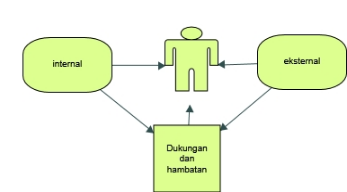 internal
eksternal
Dukungan
dan
hambatan